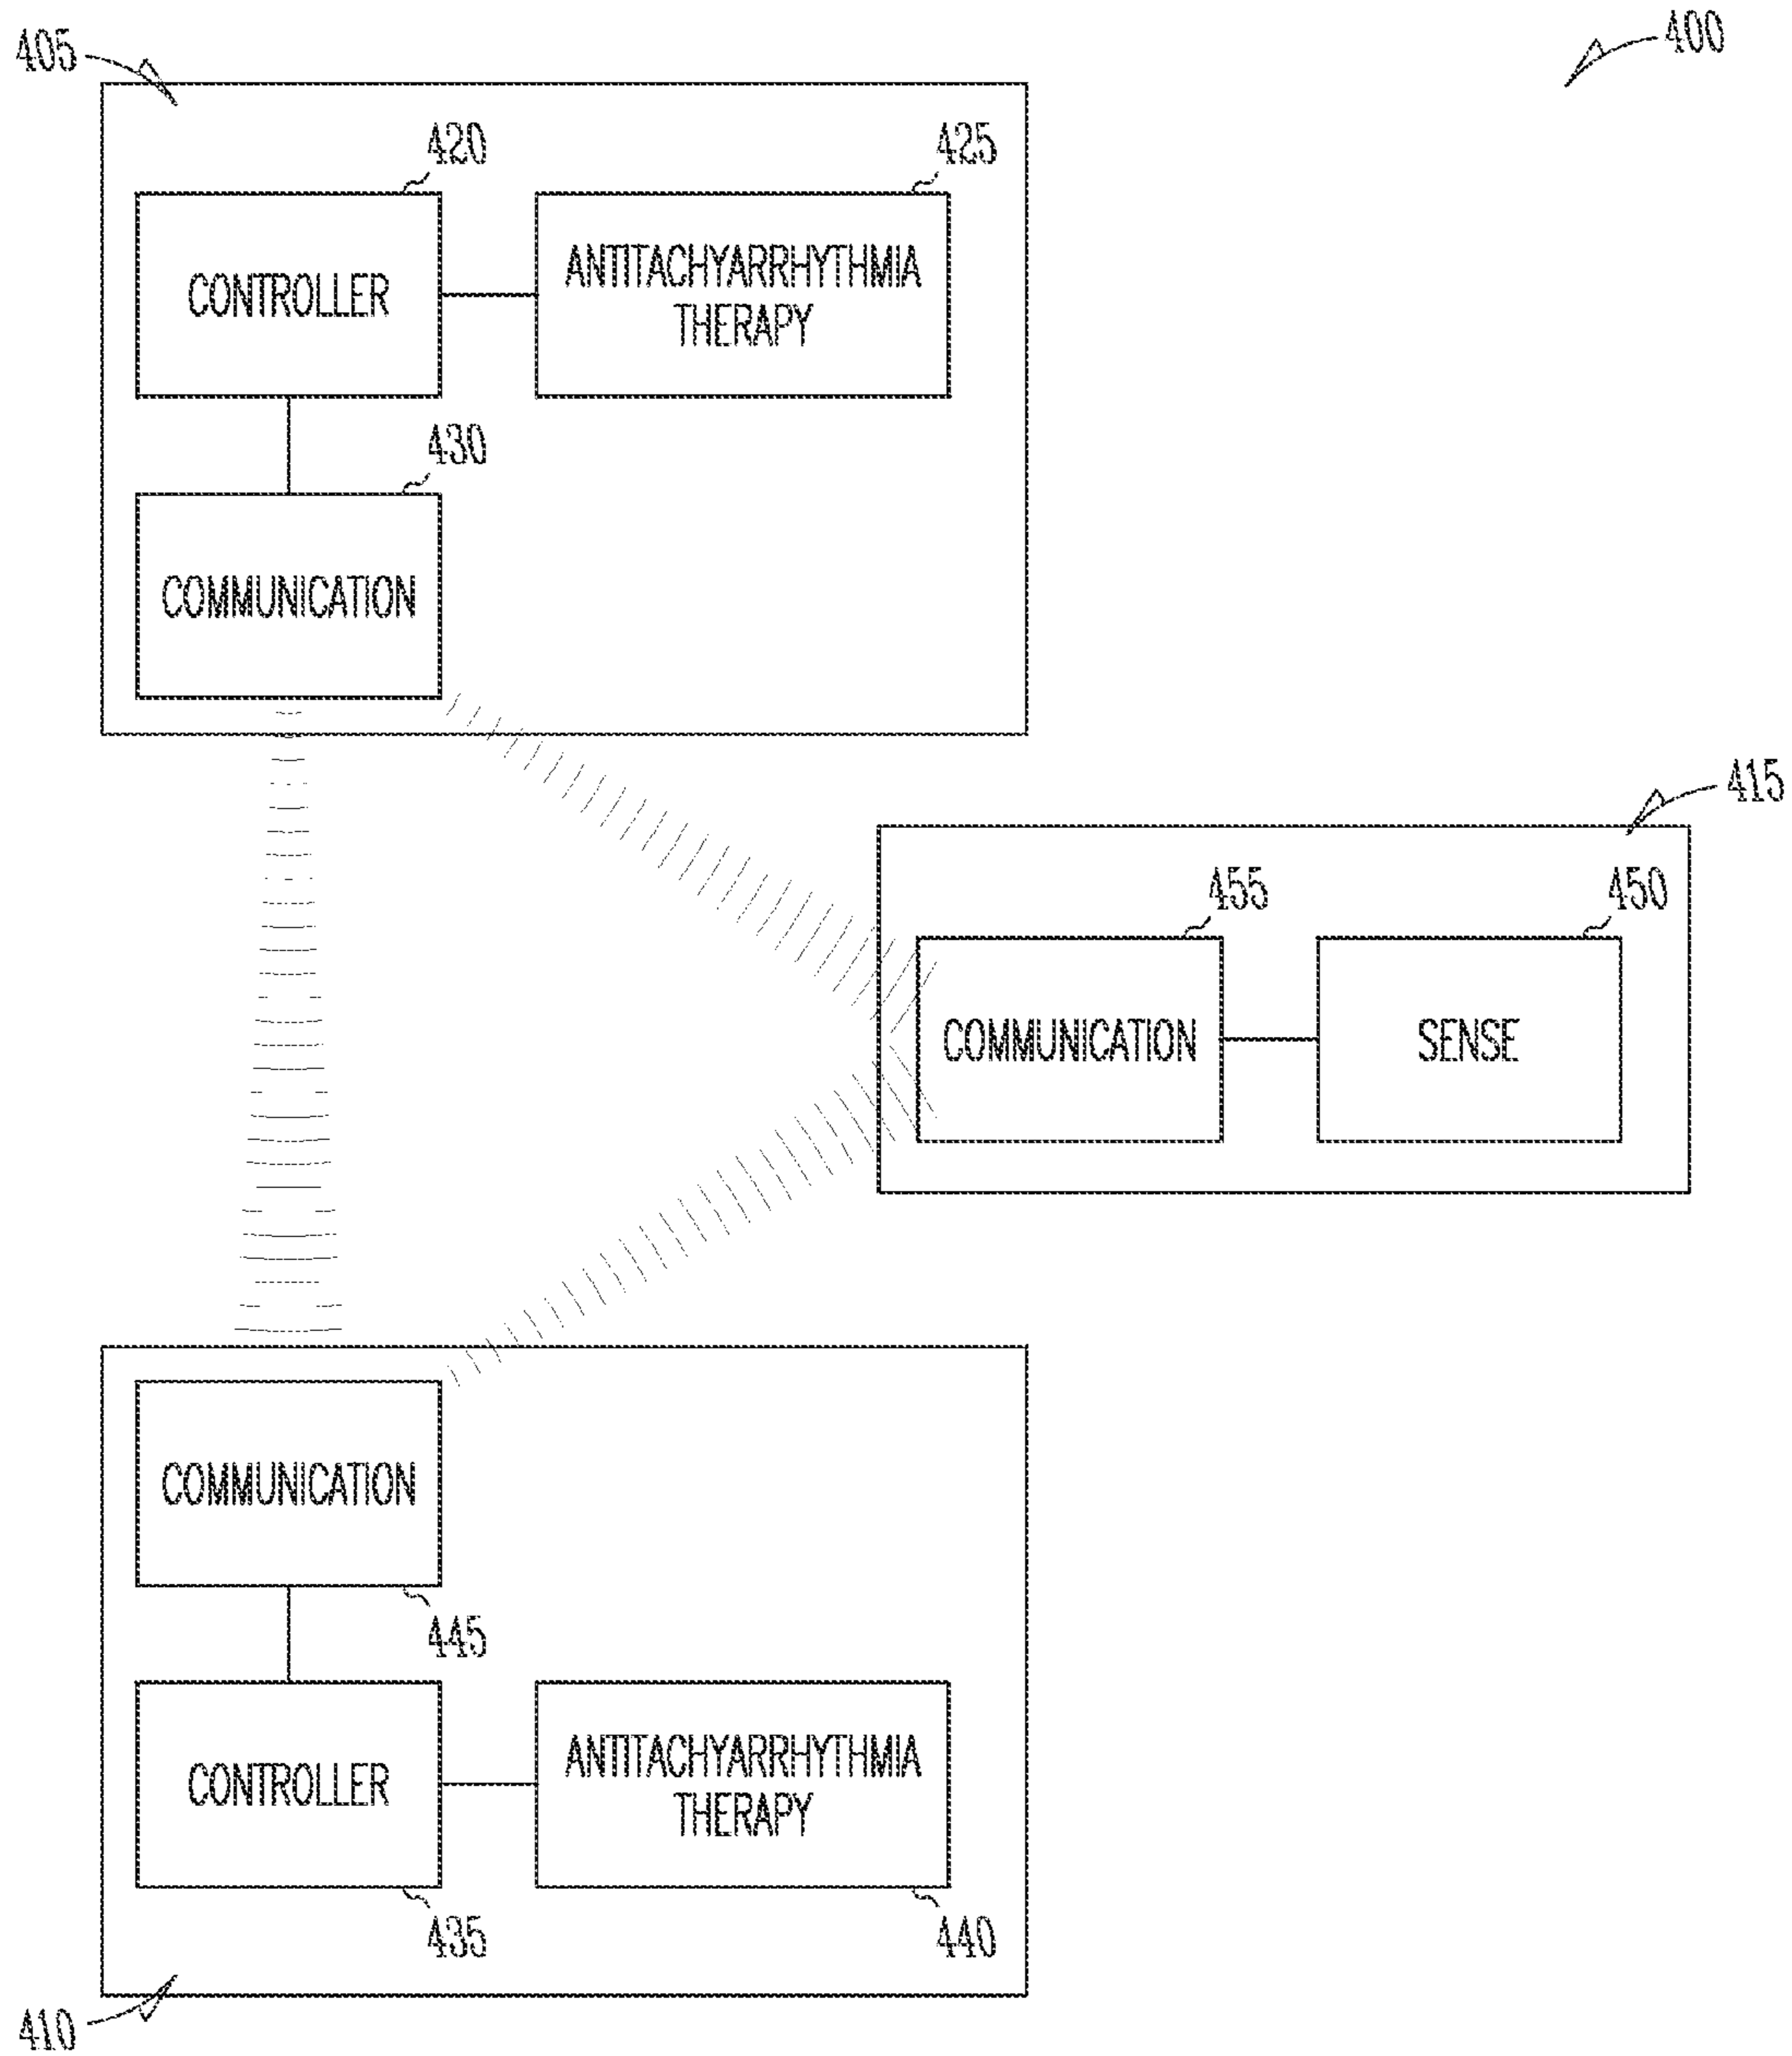 405
400
420
425
CONTROLLER
ANTITACHYARRHYTHMIA
THERAPY
430
COMMUNICATION
415
455
450
COMMUNICATION
SENSE
COMMUNICATION
445
CONTROLLER
ANTITACHYARRHYTHMIA
THERAPY
435
440
410